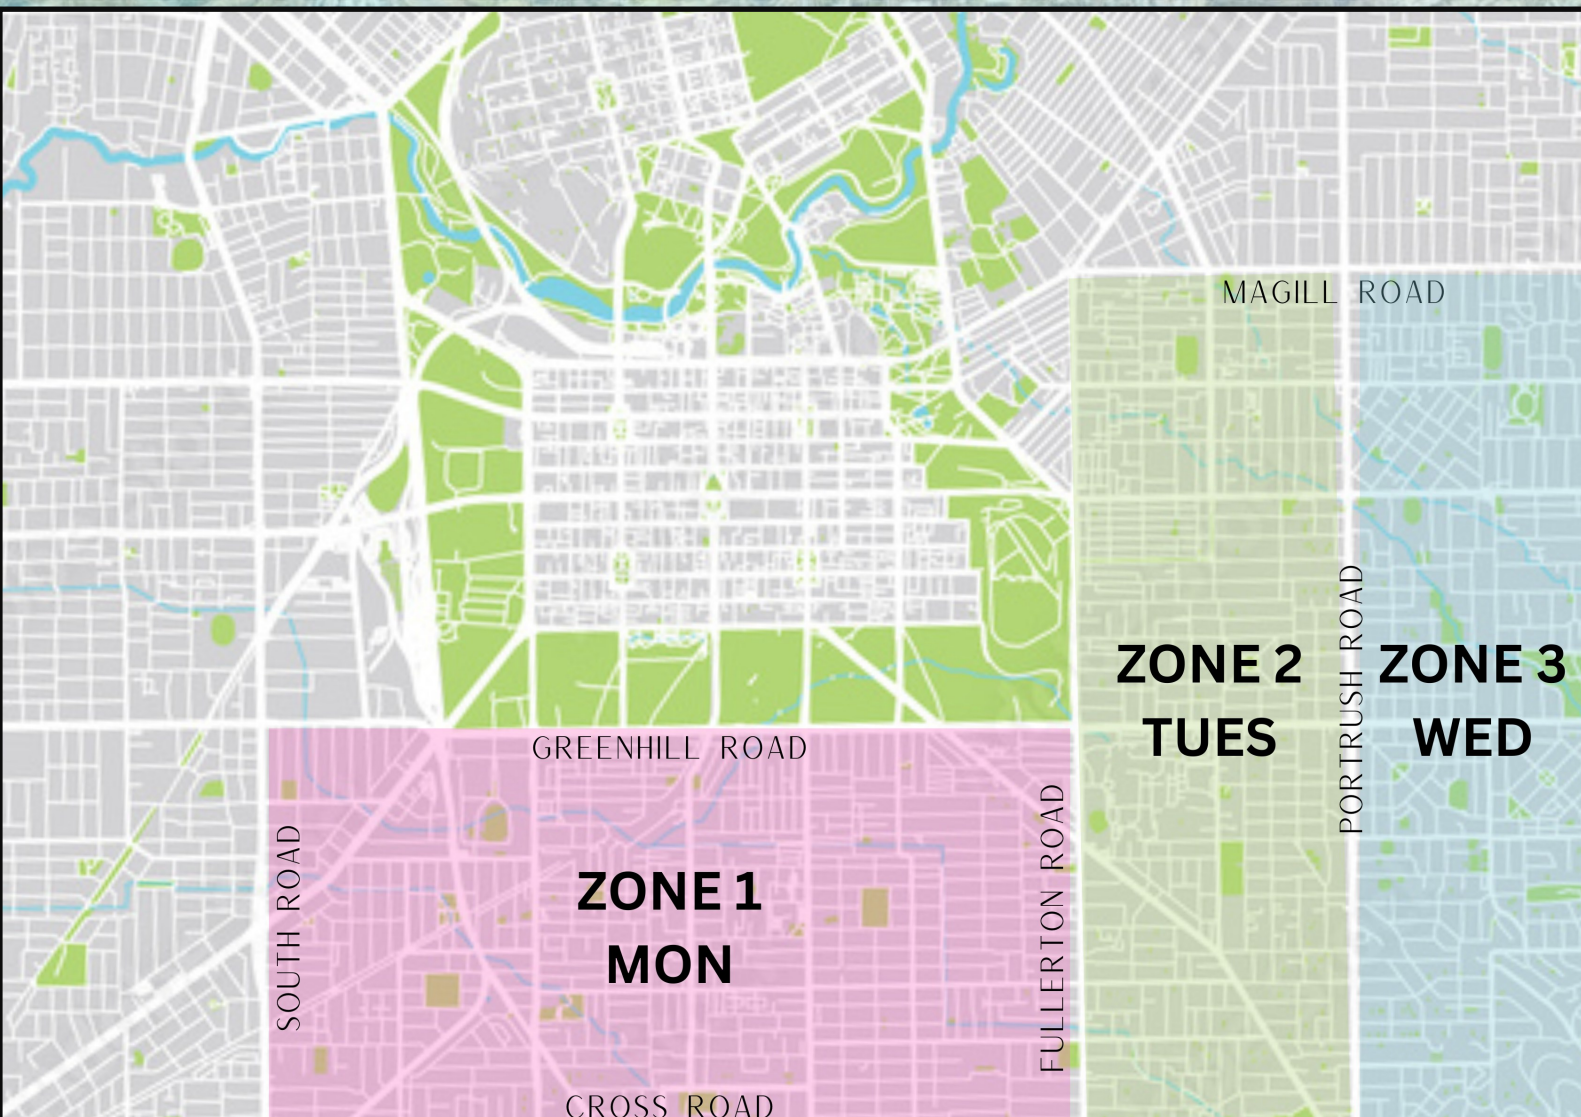 MAGILL ROAD
ZONE 2
TUES
PORTRUSH ROAD
ZONE 3
WED
GREENHILL ROAD
SOUTH ROAD
ZONE 1
MON
FULLERTON ROAD
CROSS ROAD